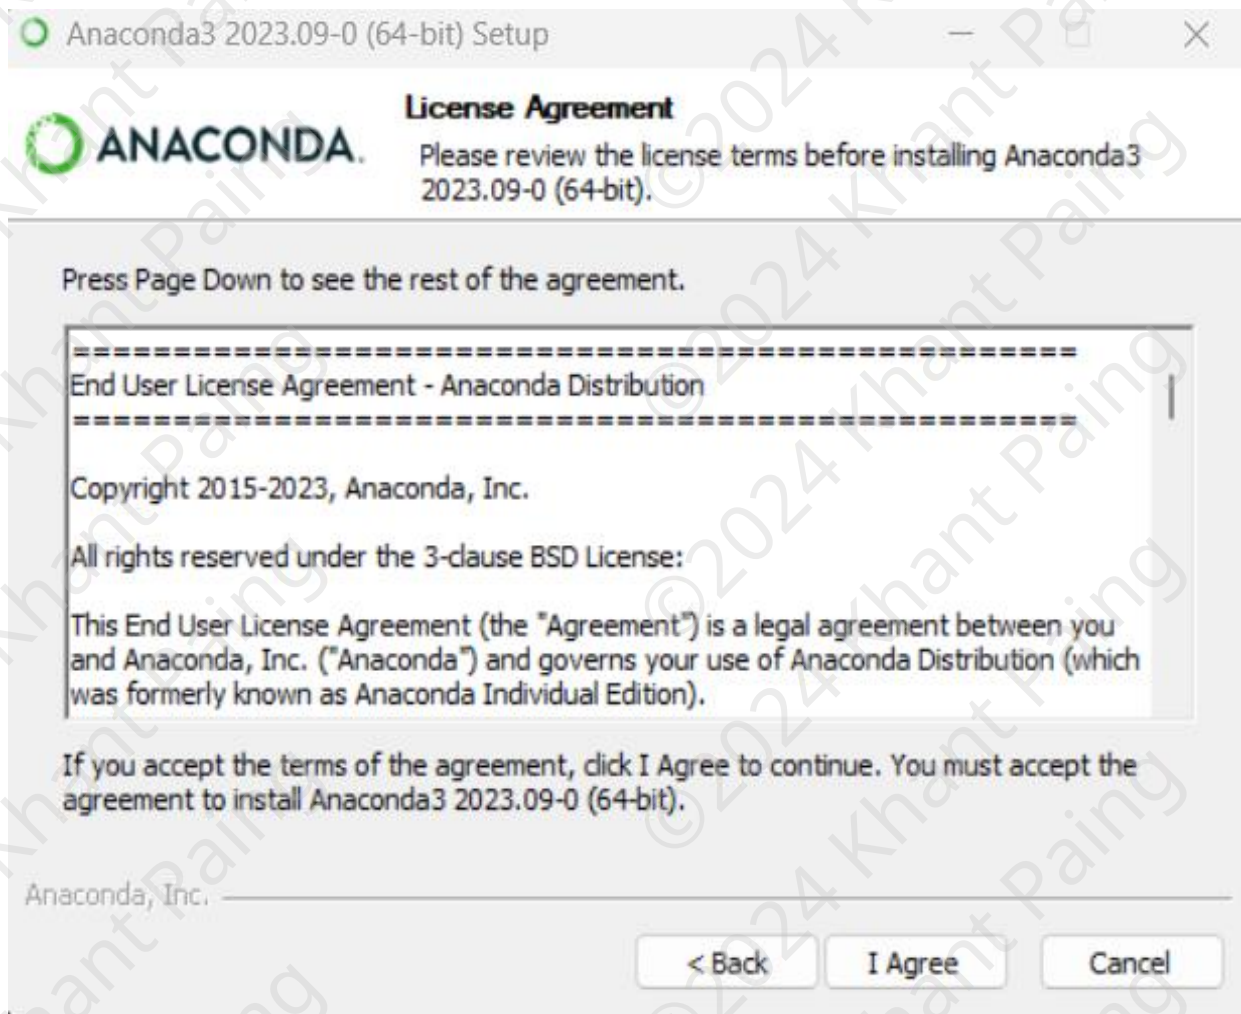 Anaconda3 2023.09-0 (64-bit) Setup
ANACONDA.
License Agreement
Please review the license terms before installing Anaconda3
2023.09-0 (64-bit).
Press Page Down to see the rest of the agreement.
==================================================
End User License Agreement - Anaconda Distribution
==================================================
Copyright 2015-2023, Anaconda, Inc.
All rights reserved under the 3-clause BSD License:
This End User License Agreement (the "Agreement") is a legal agreement between you
and Anaconda, Inc. ("Anaconda") and governs your use of Anaconda Distribution (which
was formerly known as Anaconda Individual Edition).
If you accept the terms of the agreement, click I Agree to continue. You must accept the
agreement to install Anaconda3 2023.09-0 (64-bit).
Anaconda, Inc.
< Back
I Agree
Cancel
©2024 Khant Paing